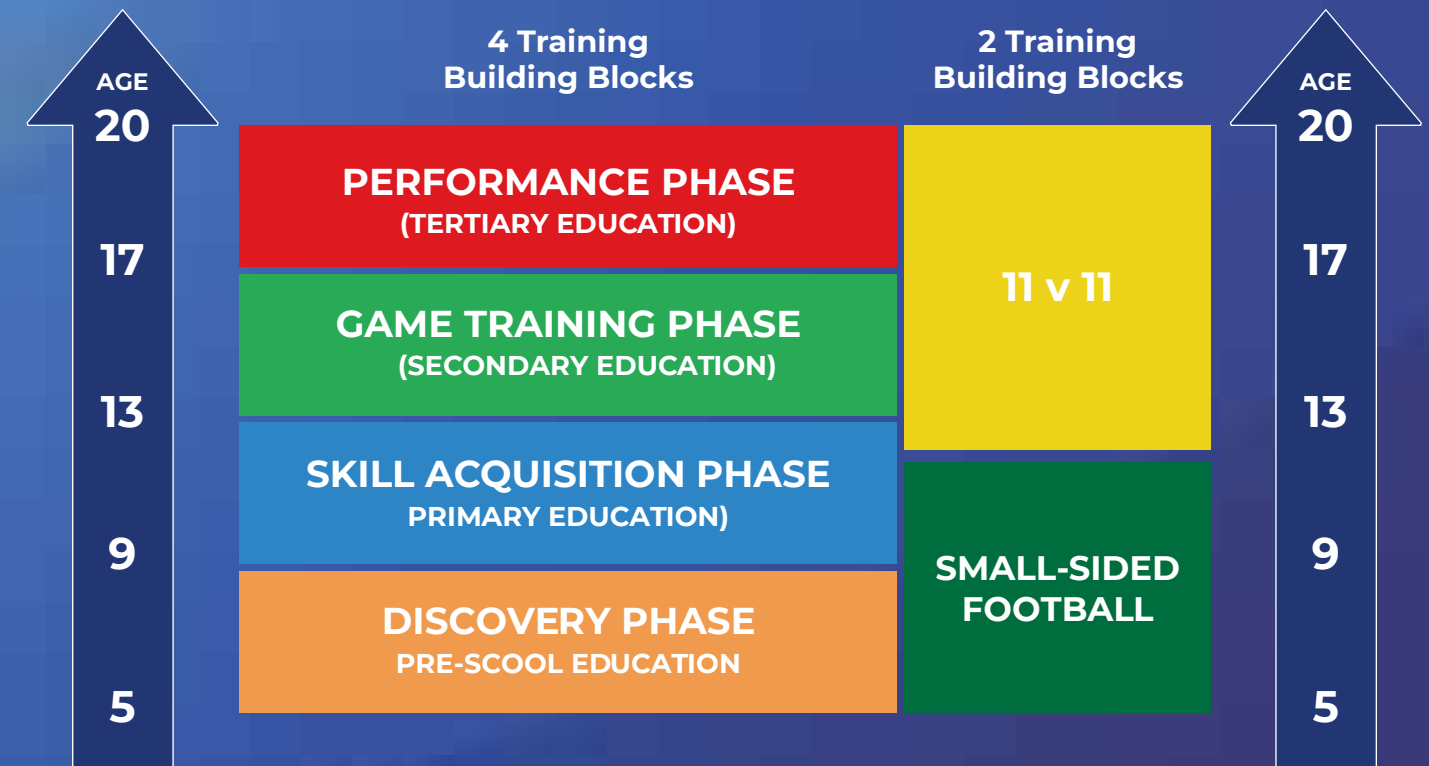 4 Training
Building Blocks
2 Training
Building Blocks
AGE
20
17
13
9
5
PERFORMANCE PHASE
(TERTIARY EDUCATION)
GAME TRAINING PHASE
(SECONDARY EDUCATION)
SKILL ACQUISITION PHASE
PRIMARY EDUCATION)
DISCOVERY PHASE
PRE-SCOOL EDUCATION
11 v 11
SMALL-SIDED
FOOTBALL
AGE
20
17
13
9
5